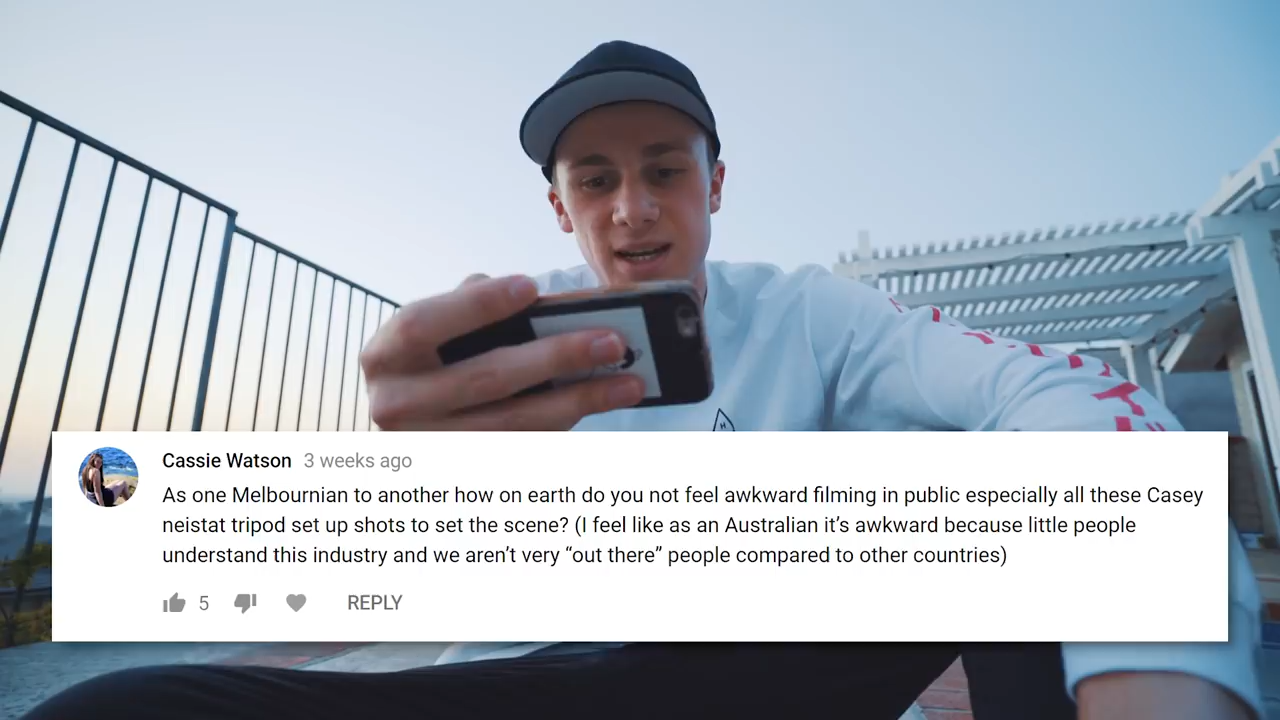 Cassie Watson 3 weeks ago
As one Melbournian to another how on earth do you not feel awkward filming in public especially all these Casey
neistat tripod set up shots to set the scene? (I feel like as an Australian it’s awkward because little people
understand this industry and we aren’t very “out there” people compared to other countries)
5 REPLY